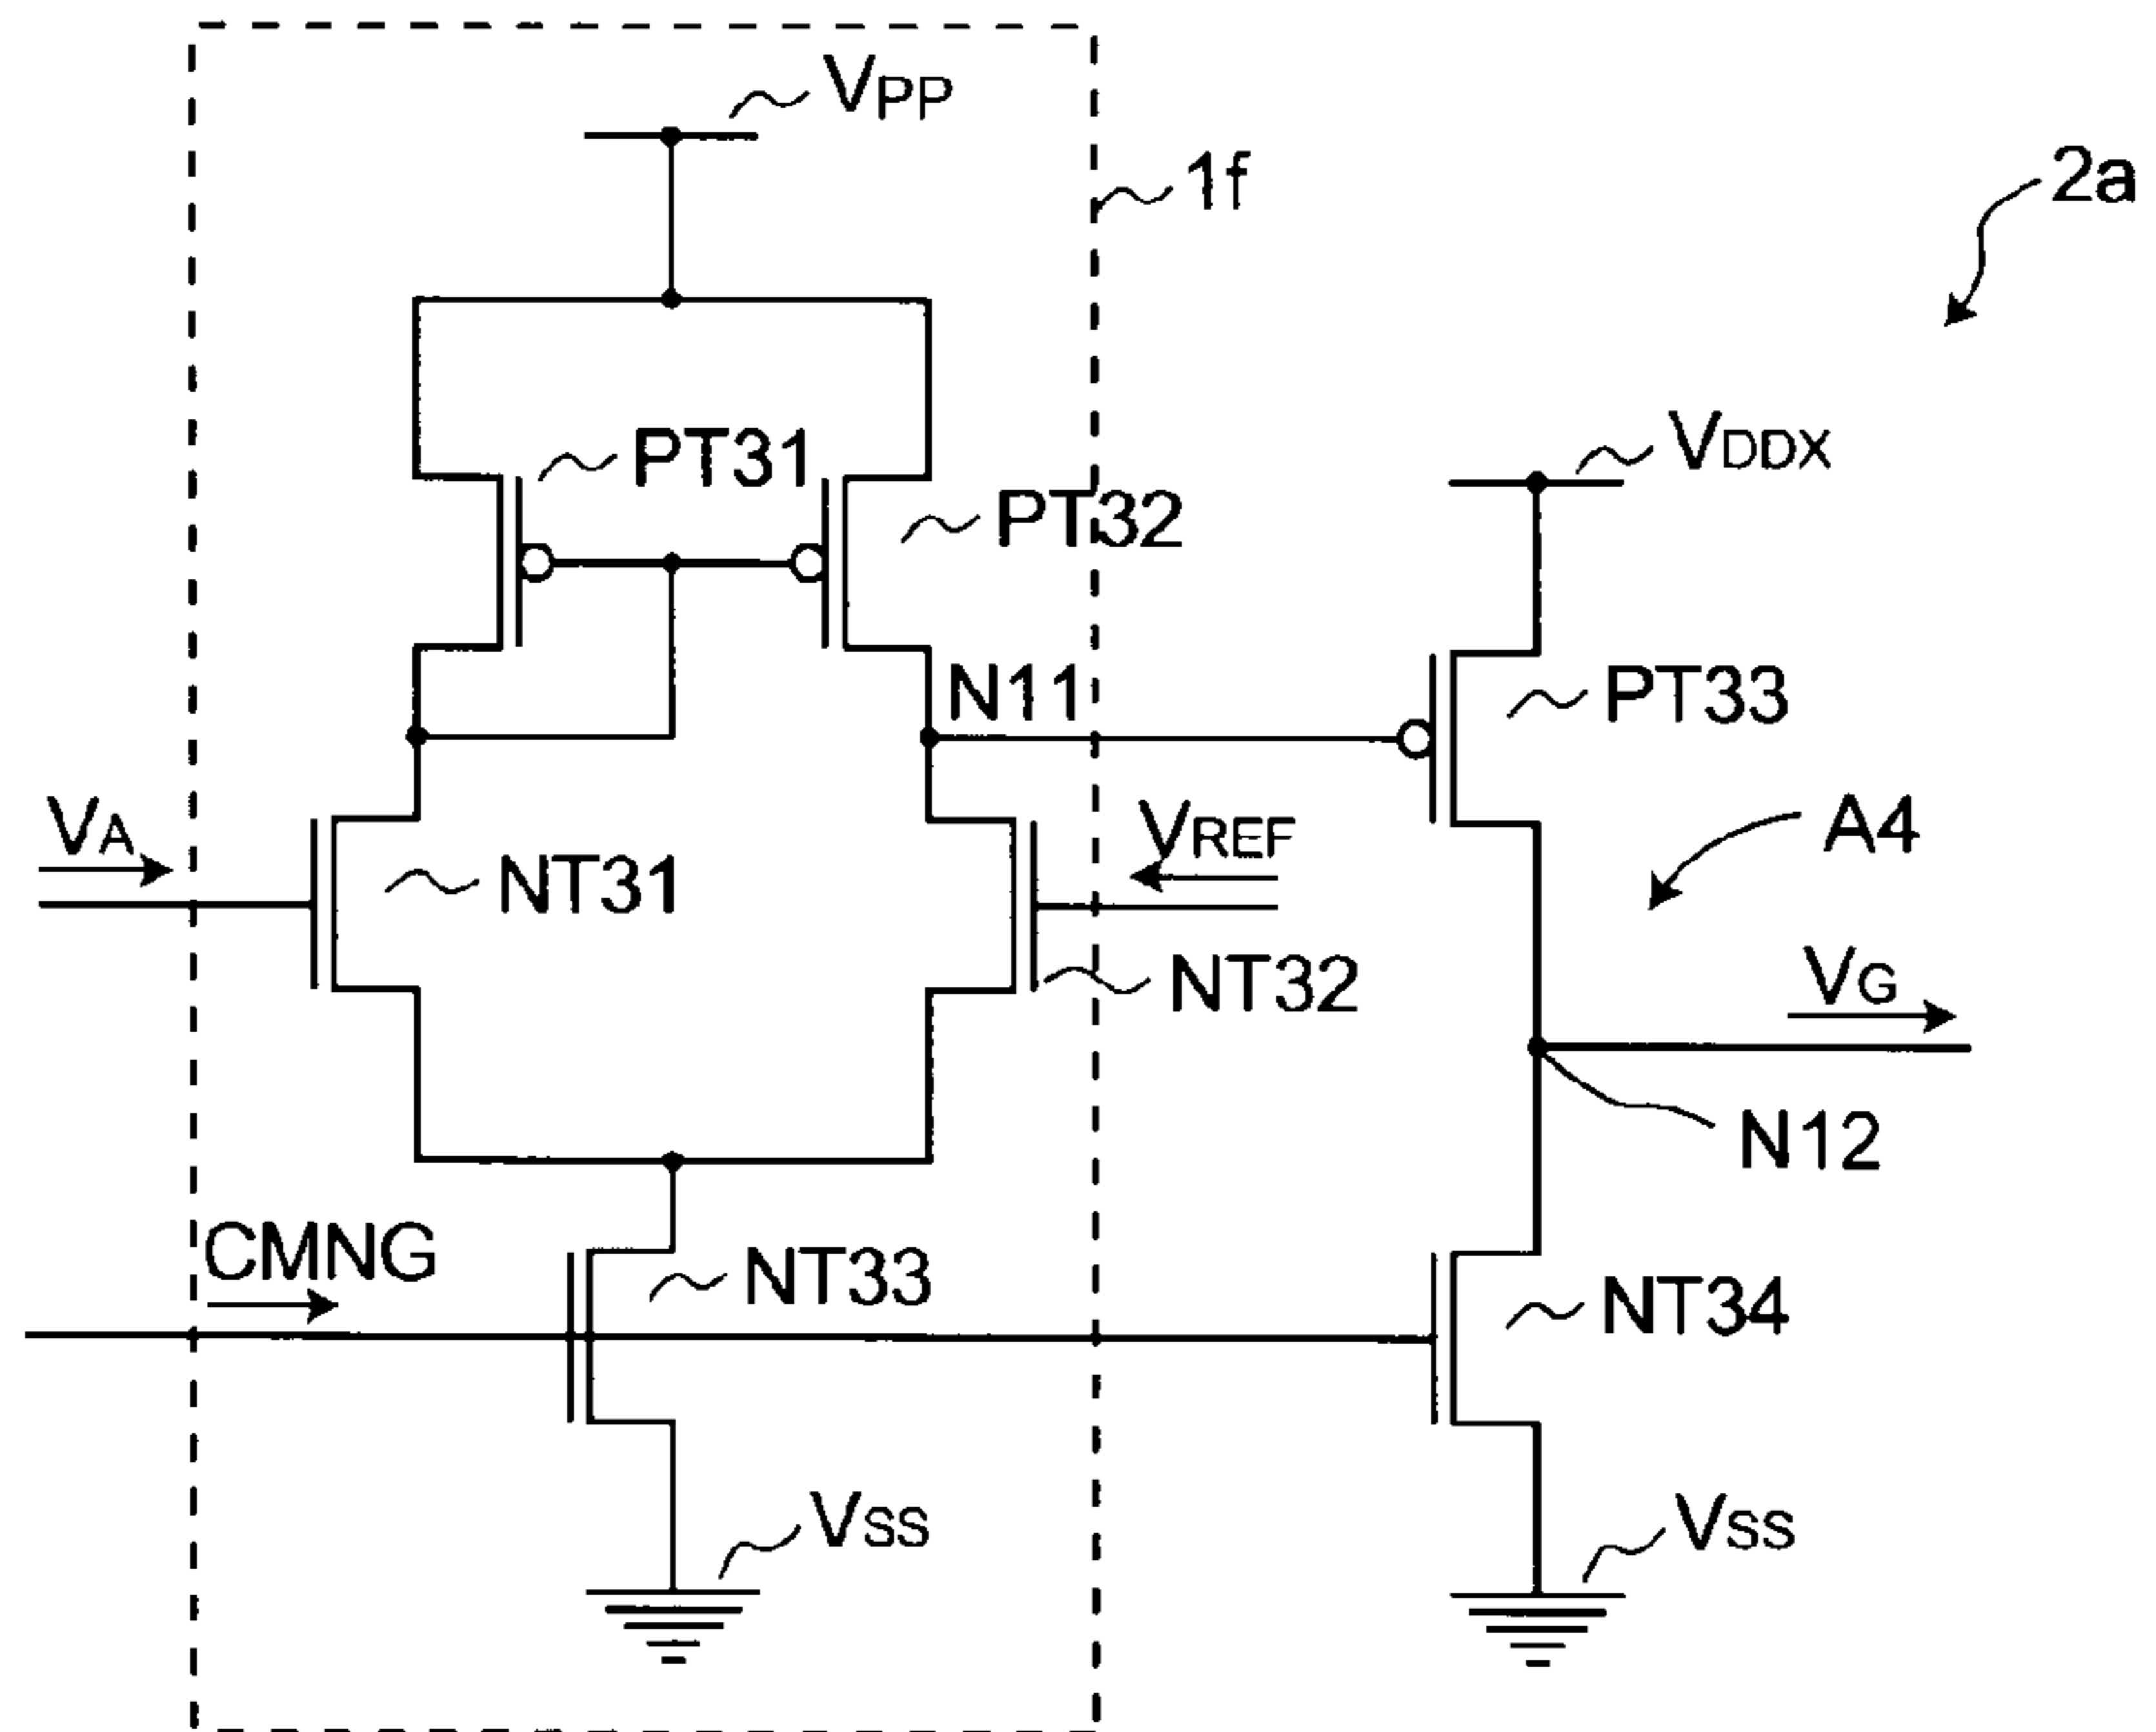 VPP
1f
2a
PT31
VDDX
PT32
N11
PT33
VA
VREF
A4
NT31
NT32
VG
N12
CMNG
NT33
NT34
VSS
VSS